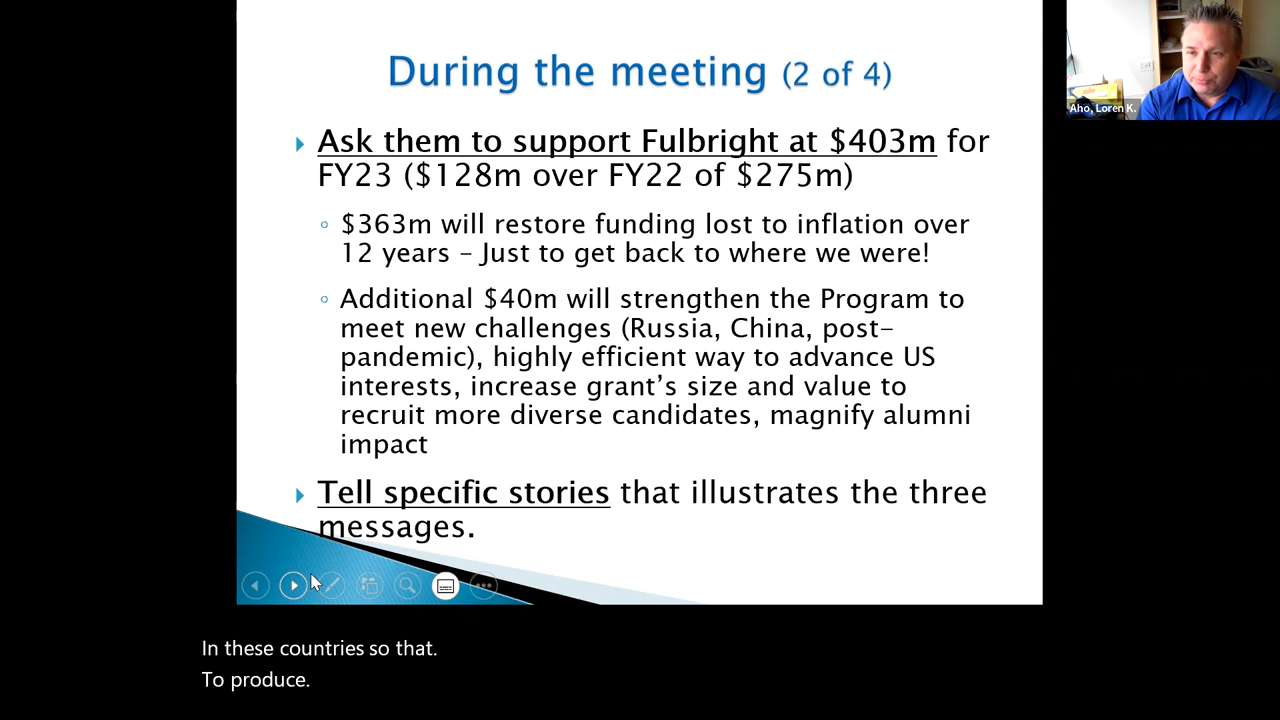 During the meeting (2 of 4)
Ask them to support Fulbright at $403m for
FY23 ($128m over FY22 of $275m)
$363m will restore funding lost to inflation over
12 years – Just to get back to where we were!
Additional $40m will strengthen the Program to
meet new challenges (Russia, China, post-
pandemic), highly efficient way to advance US
interests, increase grant's size and value to
recruit more diverse candidates, magnify alumni
impact
Tell specific stories that illustrates the three
messages.
Aho, Loren K.
In these countries so that.
To produce.